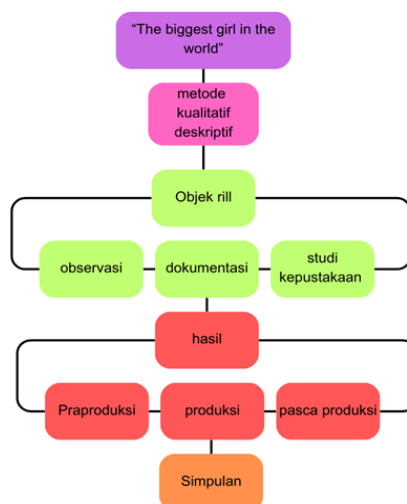 “The biggest girl in the
world”
metode
kualitatif
deskriptif
Objek rill
observasi
dokumentasi
studi
kepustakaan
hasil
Praproduksi
produksi
pasca produksi
Simpulan